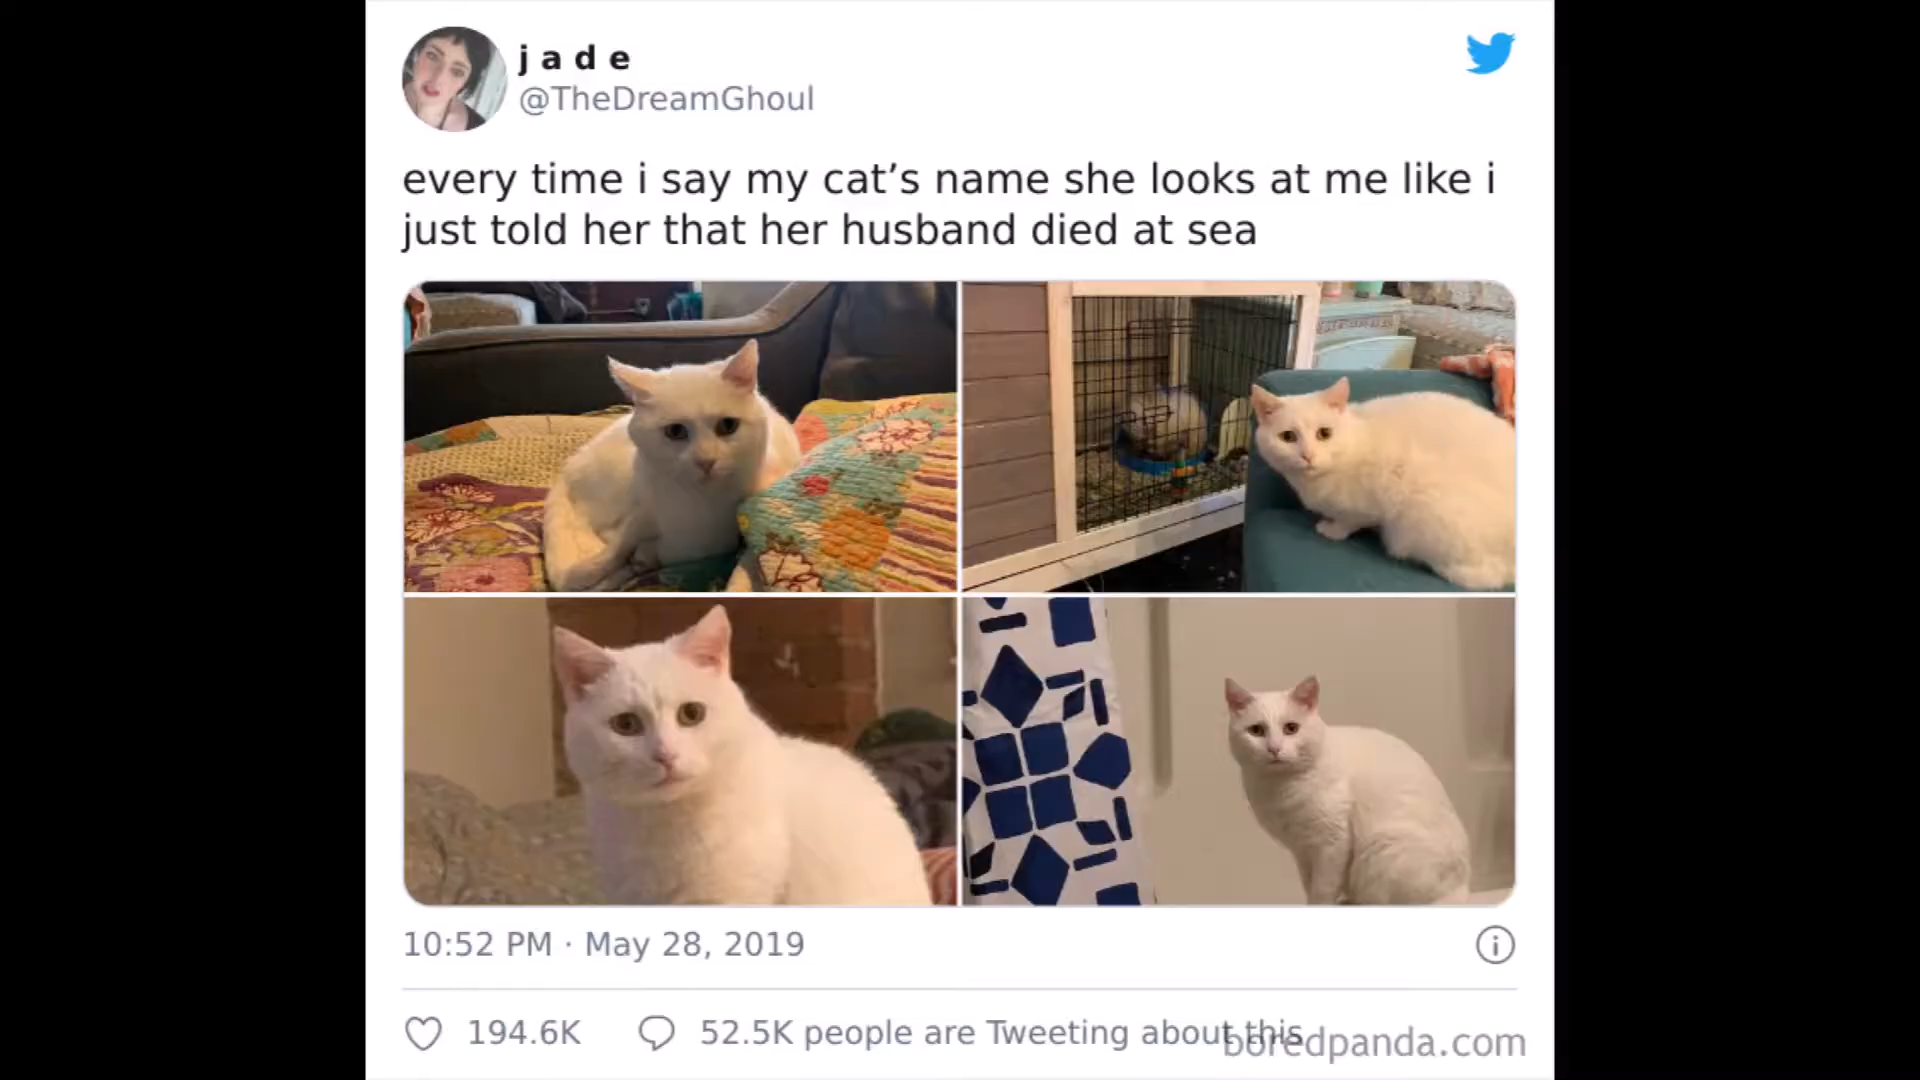 j a d e
@TheDreamGhoul
every time i say my cat’s name she looks at me like i
just told her that her husband died at sea
10:52 PM · May 28, 2019
194.6K 52.5K people are Tweeting about this
boredpanda.com